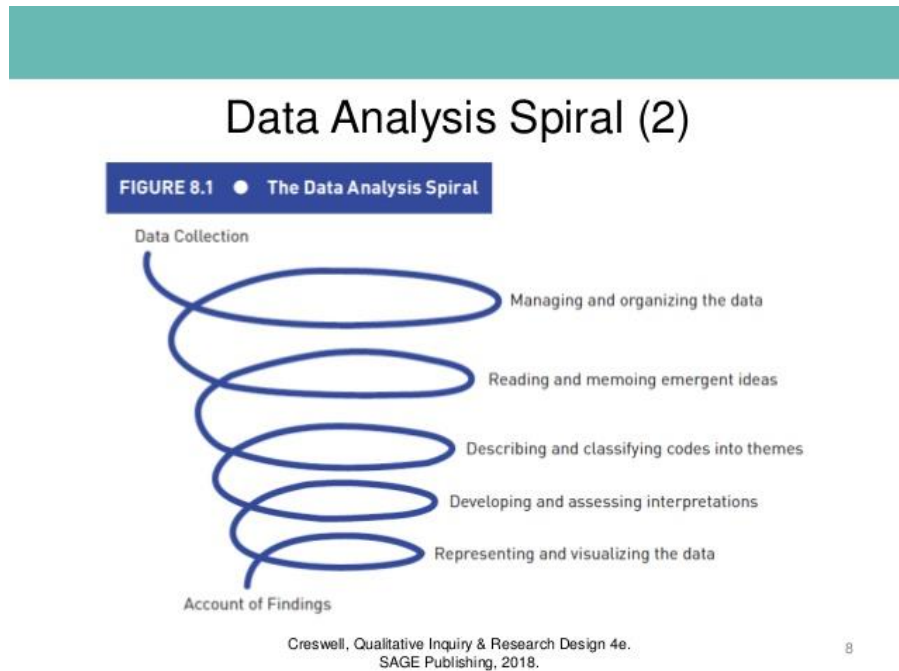 Data Analysis Spiral (2)
FIGURE 8.1 ● The Data Analysis Spiral
Data Collection
Managing and organizing the data
Reading and memoing emergent ideas
Describing and classifying codes into themes
Developing and assessing interpretations
Representing and visualizing the data
Account of Findings
Creswell, Qualitative Inquiry & Research Design 4e.
SAGE Publishing, 2018.
8